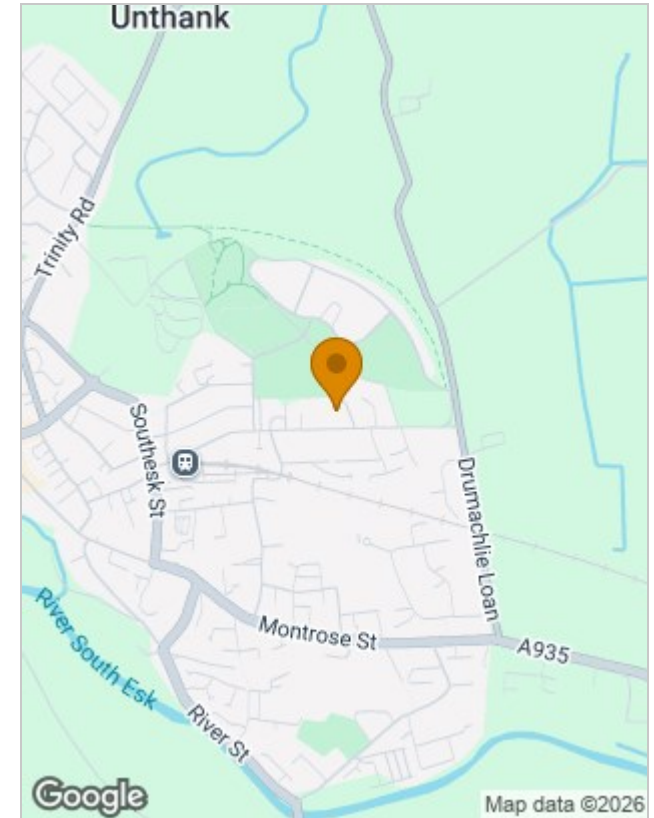 Unthank
Trinity Rd
Southesk St
Drumachlie Loan
Montrose St
A935
River South Esk
River St
Google
Map data ©2026